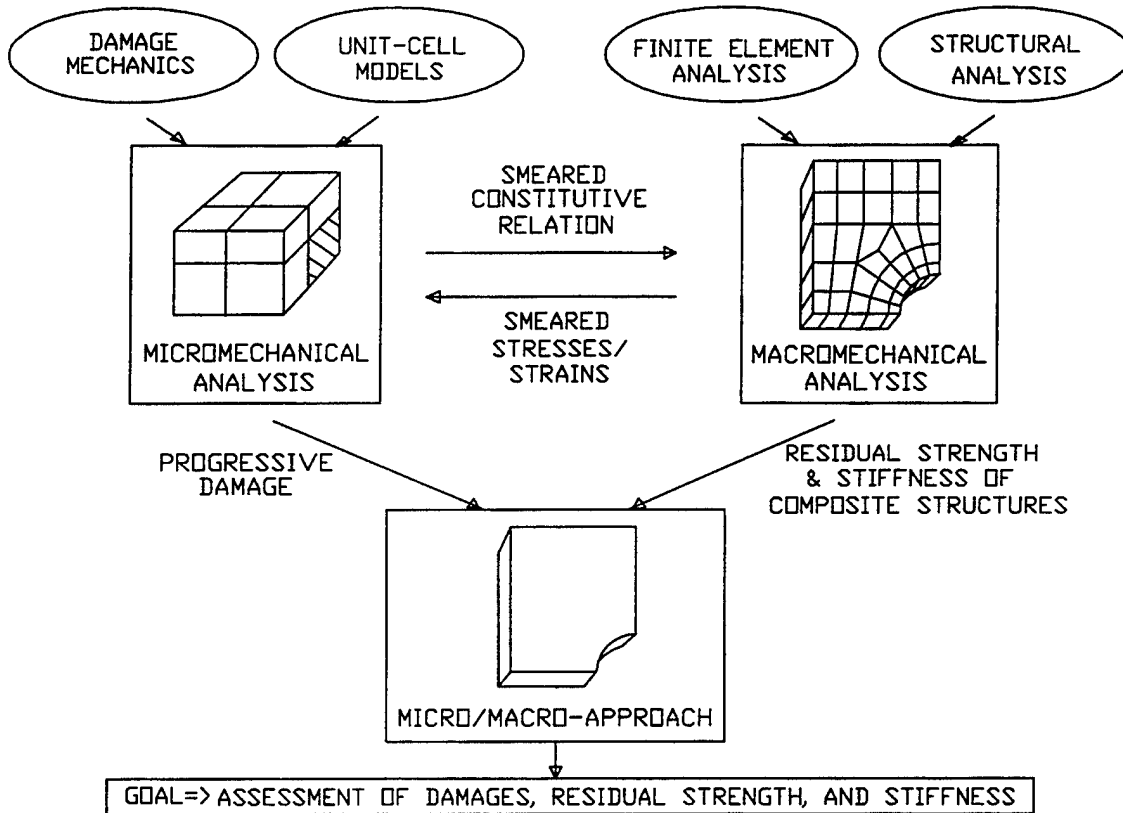 DAMAGE
MECHANICS
UNIT-CELL
MODELS
FINITE ELEMENT
ANALYSIS
STRUCTURAL
ANALYSIS
SMEARED
CONSTITUTIVE
RELATION
SMEARED
STRESSES/
STRAINS
MICROMECHANICAL
ANALYSIS
MACROMECHANICAL
ANALYSIS
PROGRESSIVE
DAMAGE
RESIDUAL STRENGTH
& STIFFNESS OF
COMPOSITE STRUCTURES
MICRO/MACRO-APPROACH
GOAL=> ASSESSMENT OF DAMAGES, RESIDUAL STRENGTH, AND STIFFNESS